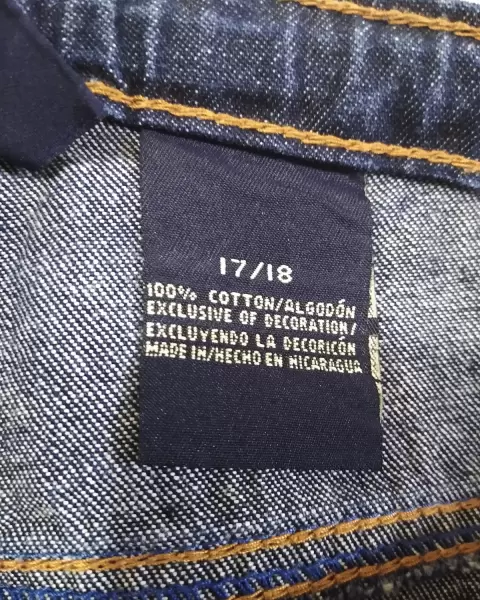 17/18
100% COTTON/ALGODÓN
EXCLUSIVE OF DECORATION/
EXCLUYENDO LA DECORICÓN
MADE IN/HECHO EN NICARAGUA